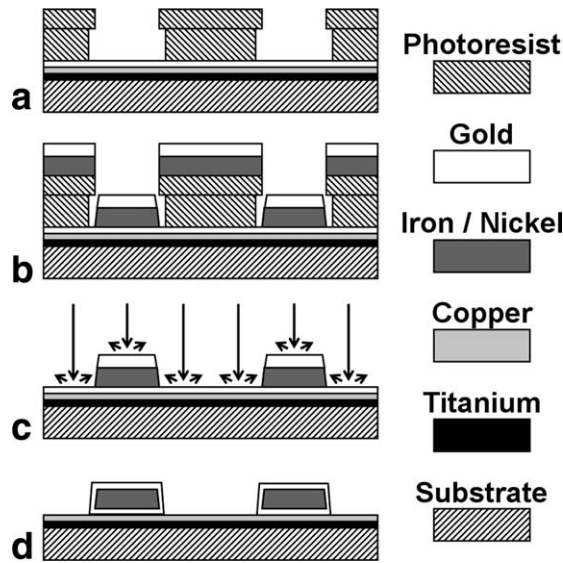 a
b
c
d
Photoresist
Gold
Iron / Nickel
Copper
Titanium
Substrate